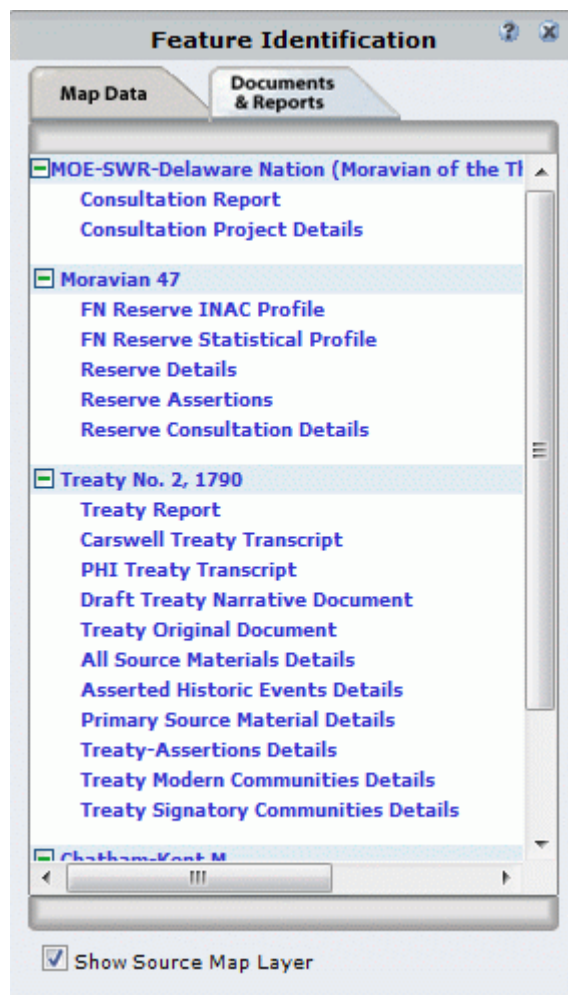 Feature Identification
Map Data
Documents
& Reports
MOE-SWR-Delaware Nation (Moravian of the Th
Consultation Report
Consultation Project Details
Moravian 47
FN Reserve INAC Profile
FN Reserve Statistical Profile
Reserve Details
Reserve Assertions
Reserve Consultation Details
Treaty No. 2, 1790
Treaty Report
Carswell Treaty Transcript
PHI Treaty Transcript
Draft Treaty Narrative Document
Treaty Original Document
All Source Materials Details
Asserted Historic Events Details
Primary Source Material Details
Treaty-Assertions Details
Treaty Modern Communities Details
Treaty Signatory Communities Details
Chatham-Kent M
Show Source Map Layer